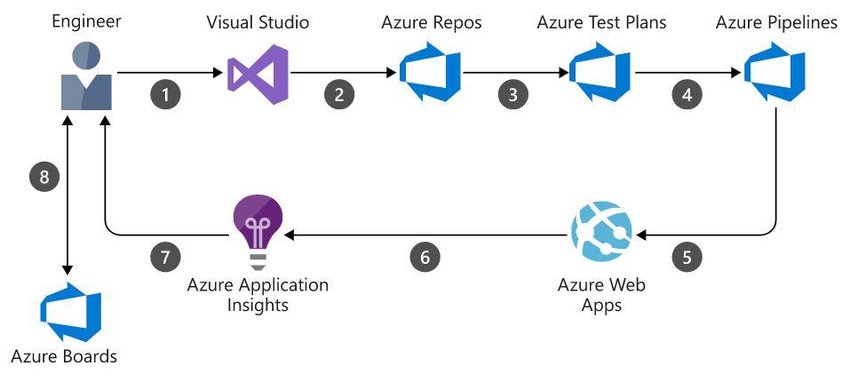 Engineer
Visual Studio
Azure Repos
Azure Test Plans
Azure Pipelines
1
2
3
4
8
7
6
5
Azure Application
Insights
Azure Web
Apps
Azure Boards